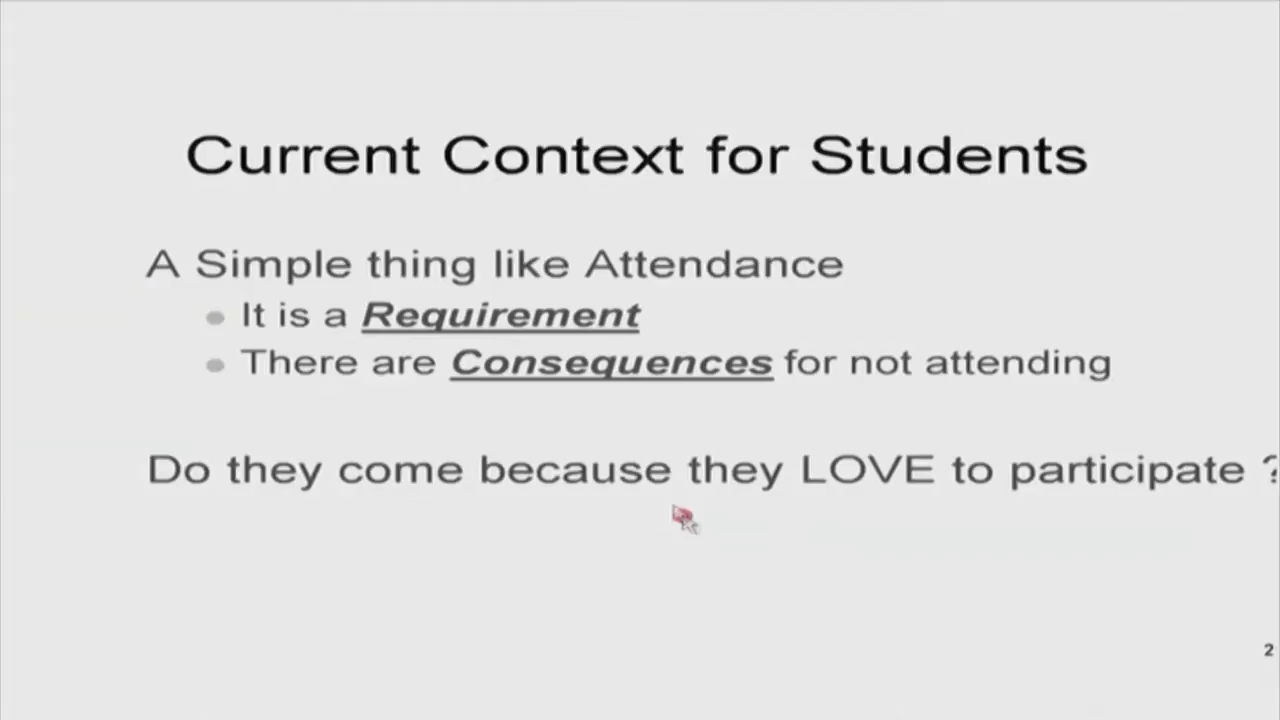 Current Context for Students
A Simple thing like Attendance
It is a Requirement
There are Consequences for not attending
Do they come because they LOVE to participate ?
2